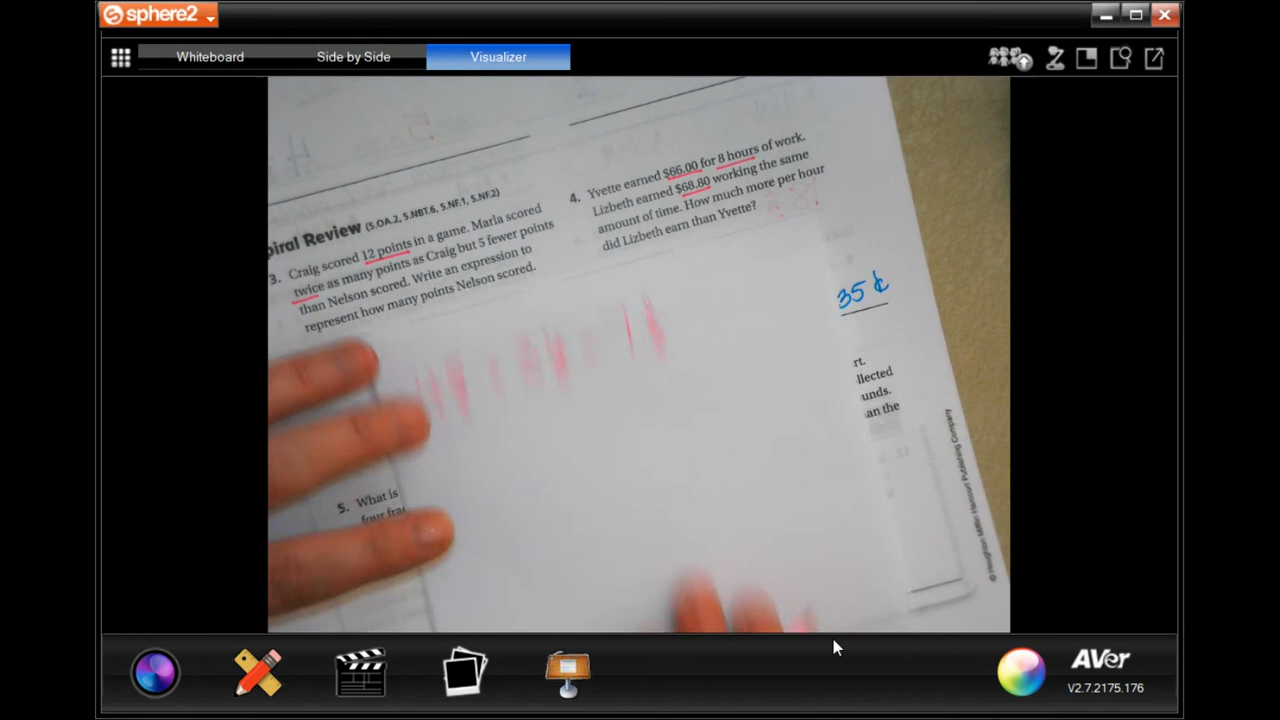 sphere2
Whiteboard
Side by Side
Visualizer
piral Review (5.OA.2, 5.NBT.6, 5.NF.1, 5.NF.2)
3. Craig scored 12 points in a game. Marla scored
twice as many points as Craig but 5 fewer points
than Nelson scored. Write an expression to
represent how many points Nelson scored.
4. Yvette earned $66.00 for 8 hours of work.
Lizbeth earned $68.80 working the same
amount of time. How much more per hour
did Lizbeth earn than Yvette?
35 ¢
rt.
llected
unds.
an the
5. What is
four fra
© Houghton Mifflin Harcourt Publishing Company
AVer
V2.7.2175.176